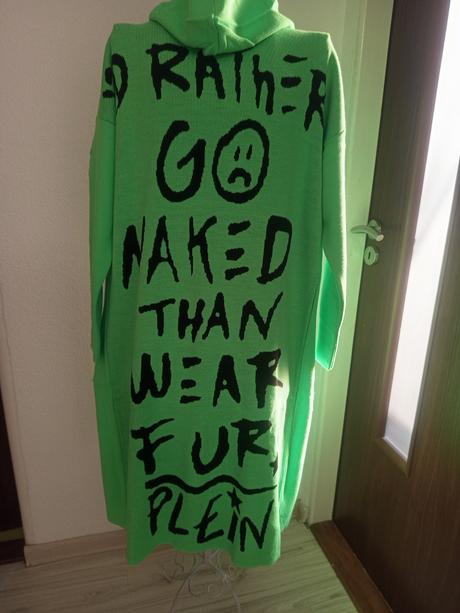 D RATHER
GO
NAKED
THAN
WEAR
FUR,
PLEIN